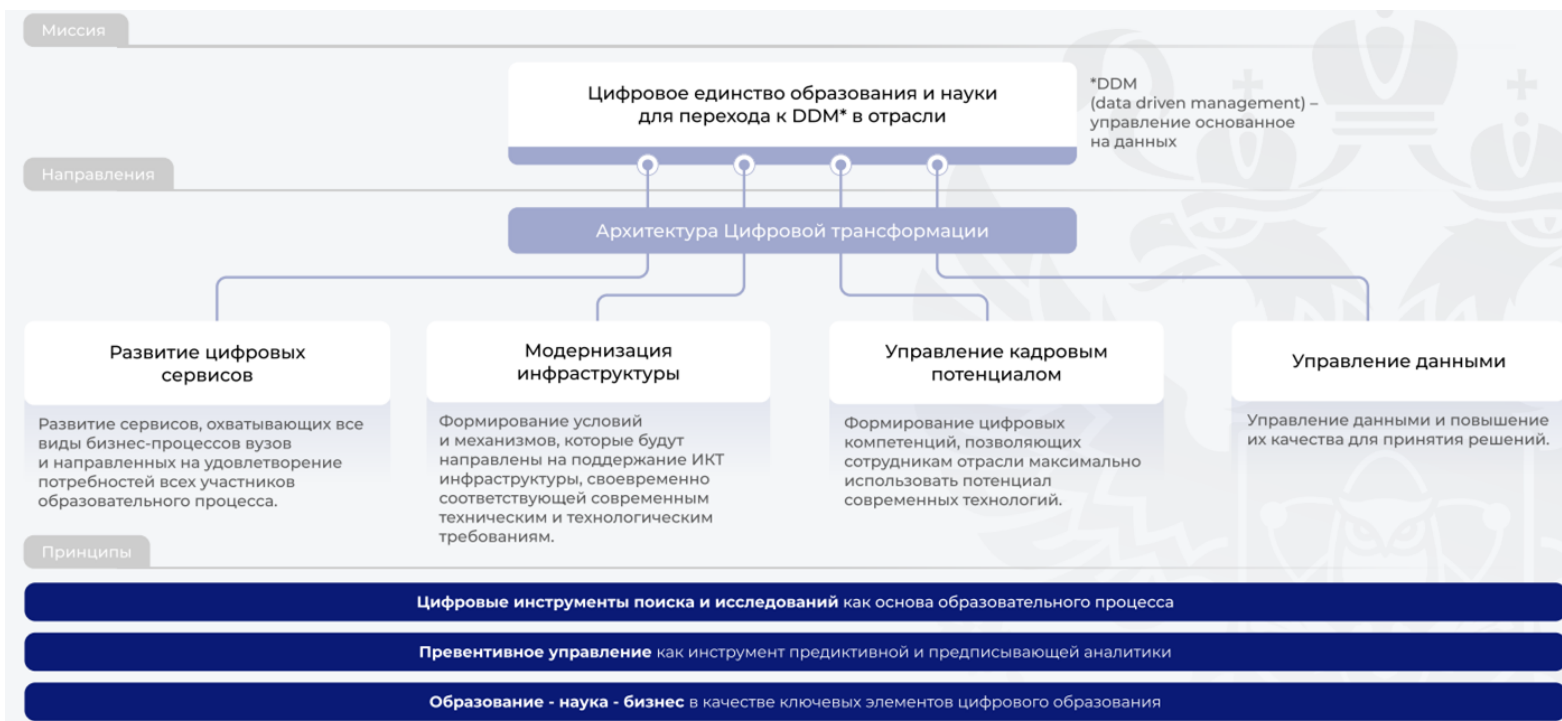 Миссия
Цифровое единство образования и науки
для перехода к DDM* в отрасли
*DDM
(data driven management) –
управление основанное
на данных
Направления
Архитектура Цифровой трансформации
Развитие цифровых
сервисов
Развитие сервисов, охватывающих все
виды бизнес-процессов вузов
и направленных на удовлетворение
потребностей всех участников
образовательного процесса.
Модернизация
инфраструктуры
Формирование условий
и механизмов, которые будут
направлены на поддержание ИКТ
инфраструктуры, своевременно
соответствующей современным
техническим и технологическим
требованиям.
Управление кадровым
потенциалом
Формирование цифровых
компетенций, позволяющих
сотрудникам отрасли максимально
использовать потенциал
современных технологий.
Управление данными
Управление данными и повышение
их качества для принятия решений.
Принципы
Цифровые инструменты поиска и исследований как основа образовательного процесса
Превентивное управление как инструмент предиктивной и предписывающей аналитики
Образование - наука - бизнес в качестве ключевых элементов цифрового образования